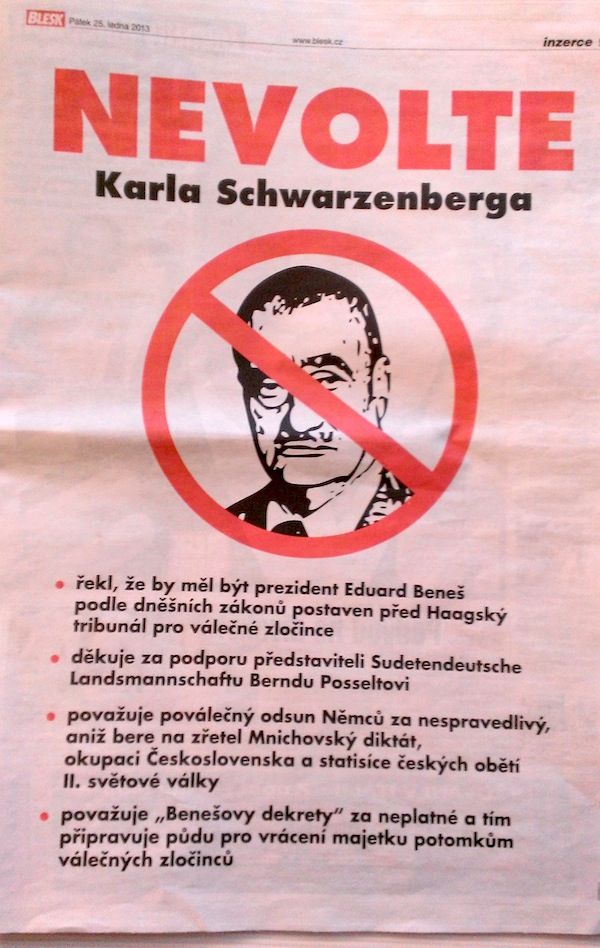 BLESK Pátek 25. ledna 2013
www.blesk.cz
inzerce
NEVOLTE
Karla Schwarzenberga
• řekl, že by měl být prezident Eduard Beneš
podle dněšních zákonů postaven před Haagský
tribunál pro válečné zločince
• děkuje za podporu představiteli Sudetendeutsche
Landsmannschaftu Berndu Posseltovi
• považuje poválečný odsun Němců za nespravedlivý,
aniž bere na zřetel Mnichovský diktát,
okupaci Československa a statisíce českých obětí
II. světové války
• považuje „Benešovy dekrety“ za neplatné a tím
připravuje půdu pro vrácení majetku potomkům
válečných zločinců